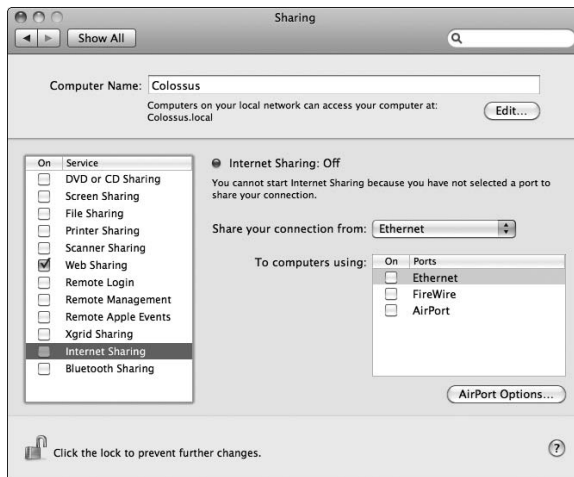 Sharing
Show All
Computer Name: Colossus
Computers on your local network can access your computer at:
Colossus.local
Edit...
On Service
DVD or CD Sharing
Screen Sharing
File Sharing
Printer Sharing
Scanner Sharing
Web Sharing
Remote Login
Remote Management
Remote Apple Events
Xgrid Sharing
Internet Sharing
Bluetooth Sharing
Internet Sharing: Off
You cannot start Internet Sharing because you have not selected a port to
share your connection.
Share your connection from: Ethernet
To computers using:
On Ports
Ethernet
FireWire
AirPort
AirPort Options...
Click the lock to prevent further changes.
?